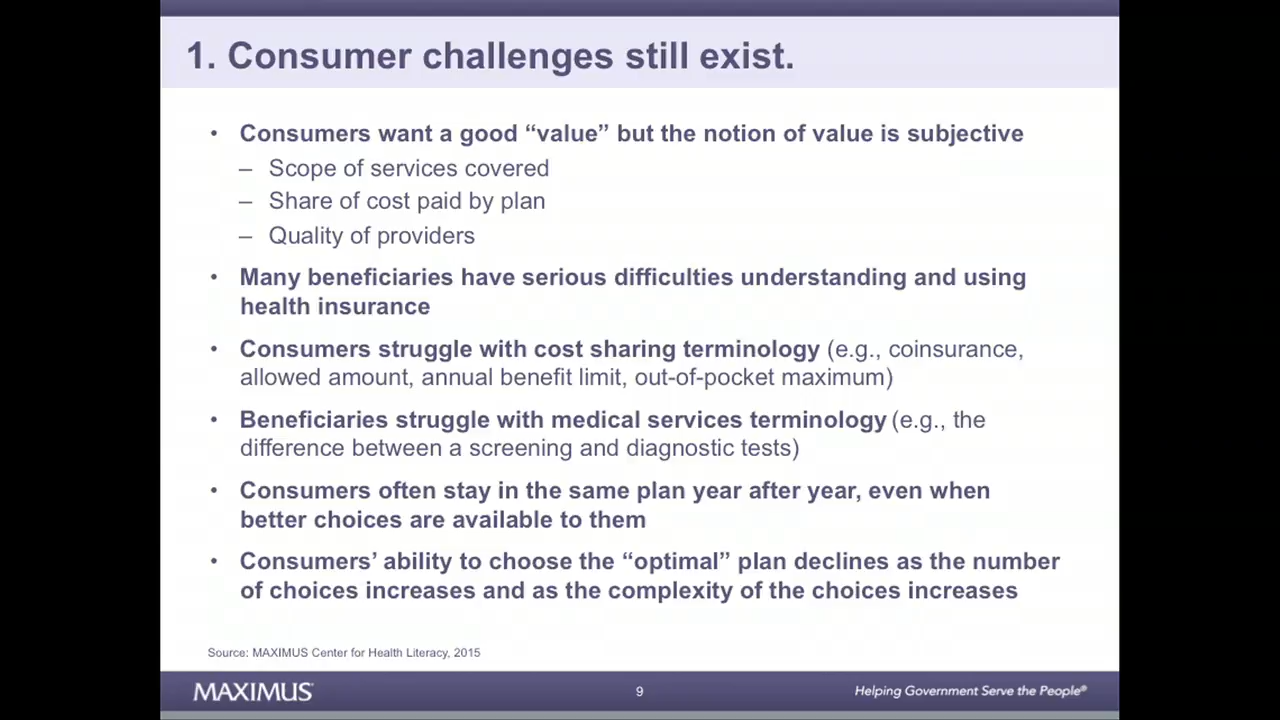 1. Consumer challenges still exist.
• Consumers want a good “value” but the notion of value is subjective
– Scope of services covered
– Share of cost paid by plan
– Quality of providers
• Many beneficiaries have serious difficulties understanding and using
health insurance
• Consumers struggle with cost sharing terminology (e.g., coinsurance,
allowed amount, annual benefit limit, out-of-pocket maximum)
• Beneficiaries struggle with medical services terminology (e.g., the
difference between a screening and diagnostic tests)
• Consumers often stay in the same plan year after year, even when
better choices are available to them
• Consumers’ ability to choose the “optimal” plan declines as the number
of choices increases and as the complexity of the choices increases
Source: MAXIMUS Center for Health Literacy, 2015
MAXIMUS
9
Helping Government Serve the People®